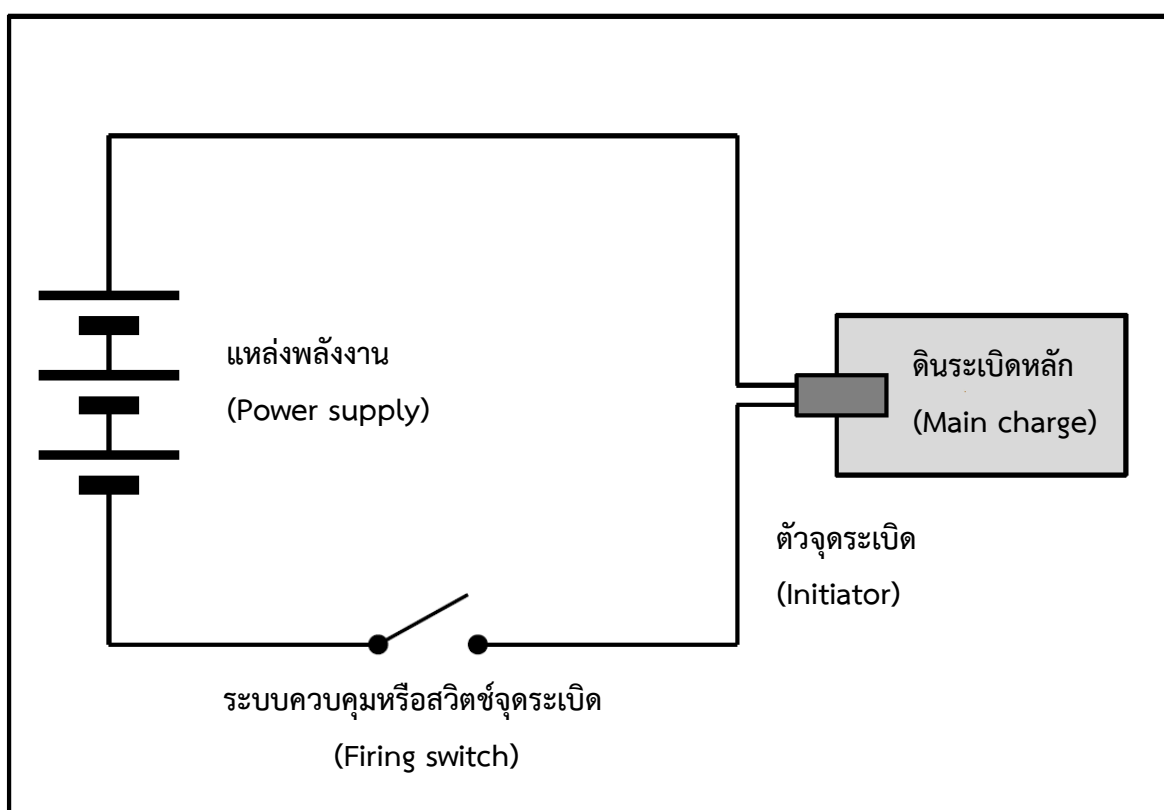 แหล่งพลังงาน
(Power supply)
ดินระเบิดหลัก
(Main charge)
ตัวจุดระเบิด
(Initiator)
ระบบควบคุมหรือสวิตช์จุดระเบิด
(Firing switch)